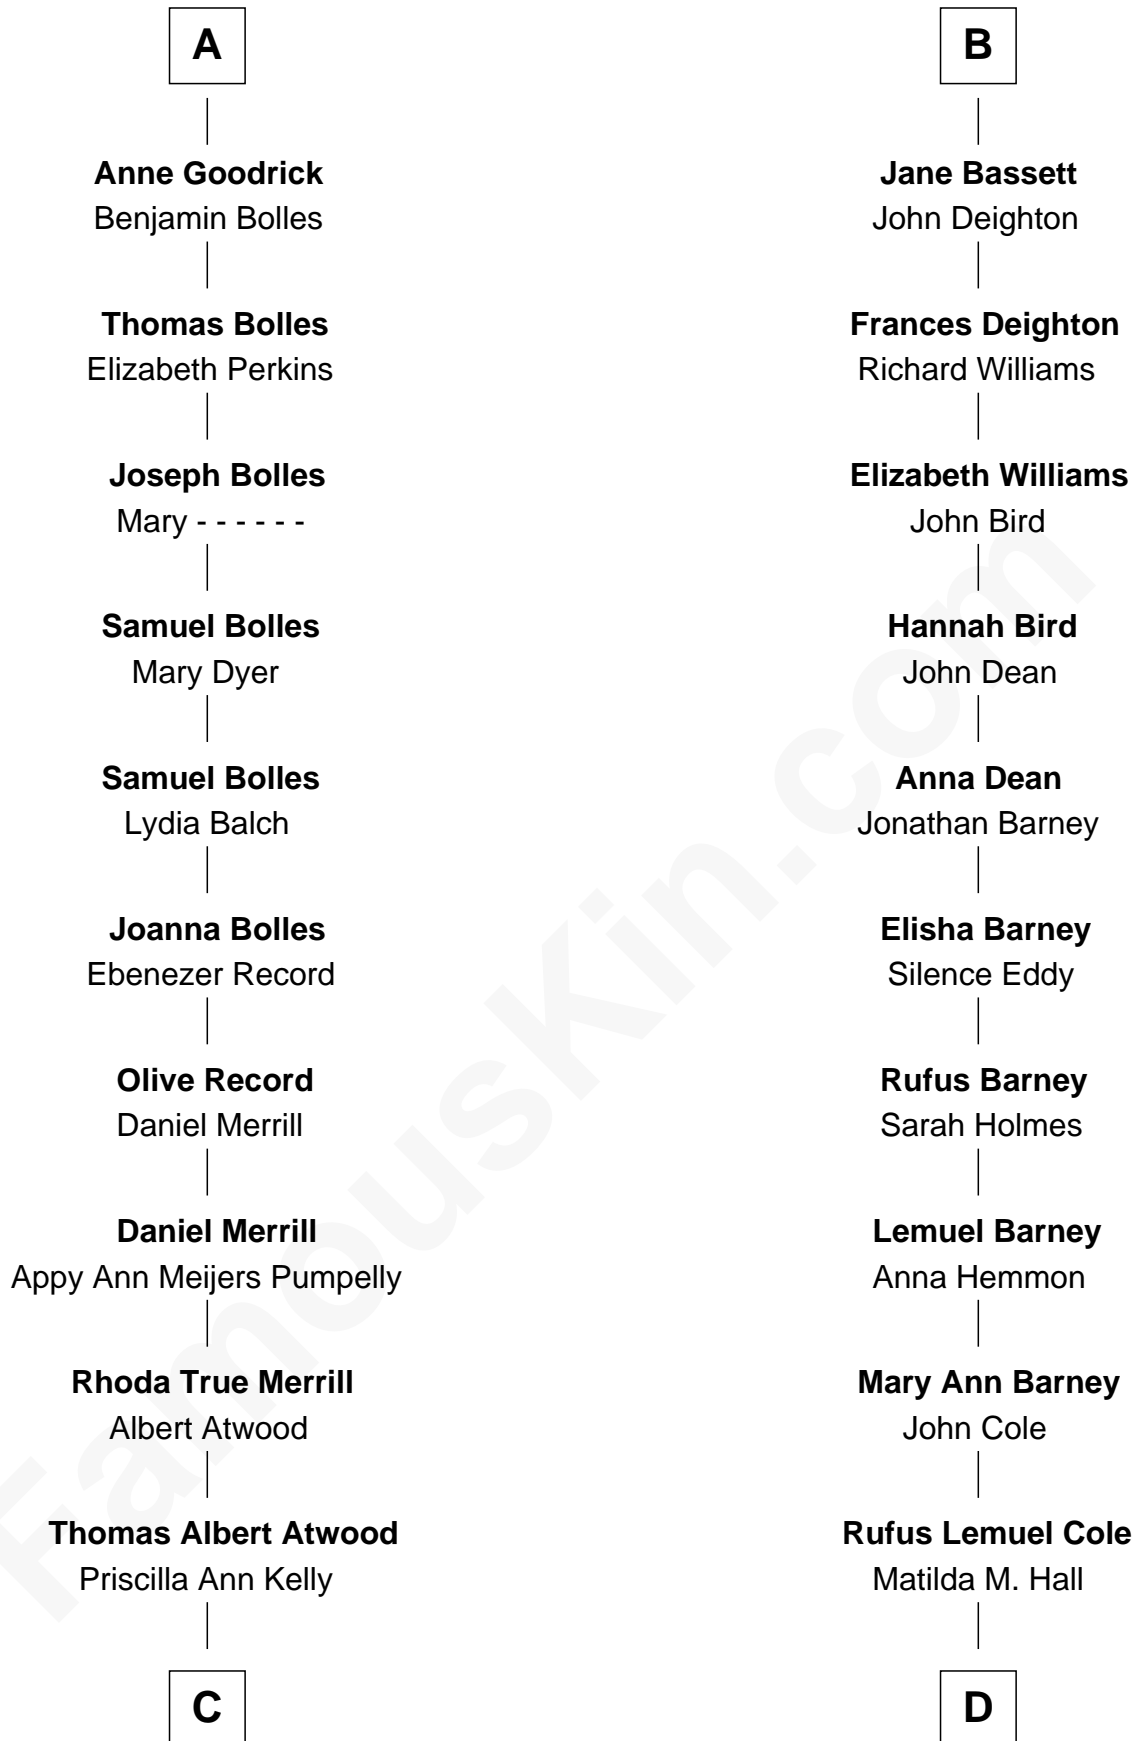 A
Anne Goodrick
Benjamin Bolles
Thomas Bolles
Elizabeth Perkins
Joseph Bolles
Mary - - - - - -
Samuel Bolles
Mary Dyer
Samuel Bolles
Lydia Balch
Joanna Bolles
Ebenezer Record
Olive Record
Daniel Merrill
Daniel Merrill
Appy Ann Meijers Pumpelly
Rhoda True Merrill
Albert Atwood
Thomas Albert Atwood
Priscilla Ann Kelly
C
B
Jane Bassett
John Deighton
Frances Deighton
Richard Williams
Elizabeth Williams
John Bird
Hannah Bird
John Dean
Anna Dean
Jonathan Barney
Elisha Barney
Silence Eddy
Rufus Barney
Sarah Holmes
Lemuel Barney
Anna Hemmon
Mary Ann Barney
John Cole
Rufus Lemuel Cole
Matilda M. Hall
D
FamousKin.com